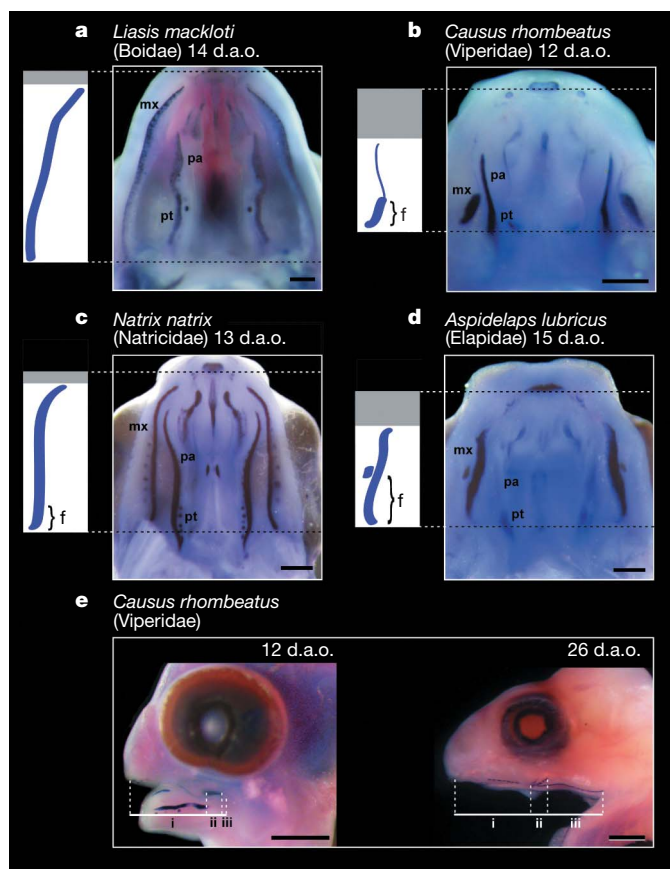 a Liasis mackloti
(Boidae) 14 d.a.o.
mx
pa
pt
b Causus rhombeatus
(Viperidae) 12 d.a.o.
mx
pa
pt
f
c Natrix natrix
(Natricidae) 13 d.a.o.
mx
pa
pt
f
d Aspidelaps lubricus
(Elapidae) 15 d.a.o.
mx
pa
pt
f
e Causus rhombeatus
(Viperidae)
12 d.a.o.
26 d.a.o.
i ii iii
i ii iii